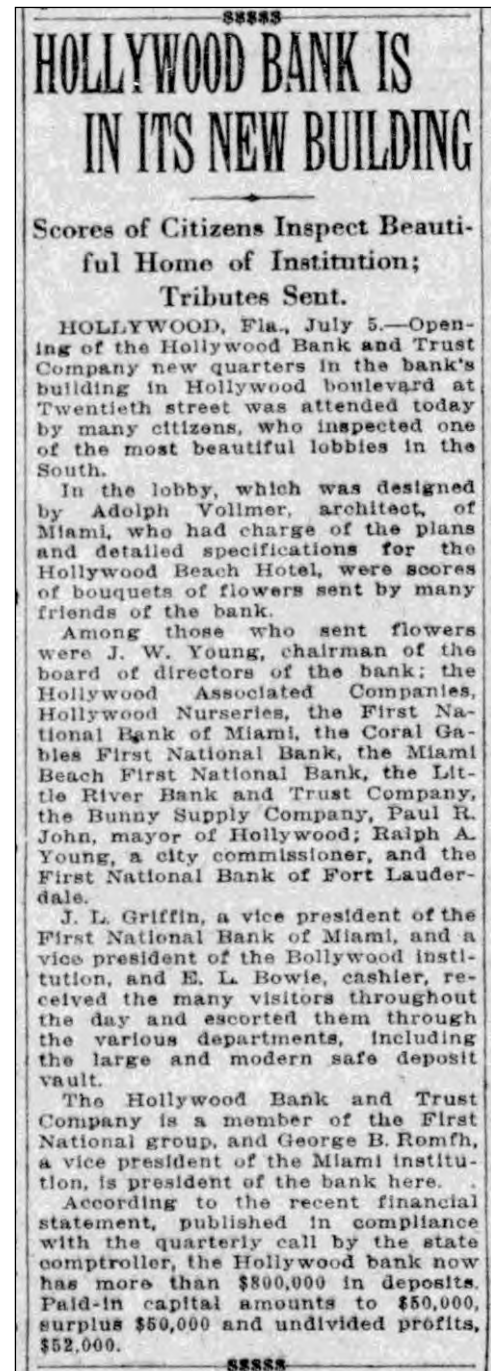 $$$$$
HOLLYWOOD BANK IS
IN ITS NEW BUILDING
Scores of Citizens Inspect Beauti-
ful Home of Institution;
Tributes Sent.
HOLLYWOOD, Fla., July 5.—Open-
ing of the Hollywood Bank and Trust
Company new quarters in the bank's
building in Hollywood boulevard at
Twentieth street was attended today
by many citizens, who inspected one
of the most beautiful lobbies in the
South.
In the lobby, which was designed
by Adolph Vollmer, architect, of
Miami, who had charge of the plans
and detailed specifications for the
Hollywood Beach Hotel, were scores
of bouquets of flowers sent by many
friends of the bank.
Among those who sent flowers
were J. W. Young, chairman of the
board of directors of the bank; the
Hollywood Associated Companies,
Hollywood Nurseries, the First Na-
tional Bank of Miami, the Coral Ga-
bles First National Bank, the Miami
Beach First National Bank, the Lit-
tle River Bank and Trust Company,
the Bunny Supply Company, Paul R.
John, mayor of Hollywood; Ralph A.
Young, a city commissioner, and the
First National Bank of Fort Lauder-
dale.
J. L. Griffin, a vice president of the
First National Bank of Miami, and a
vice president of the Bollywood insti-
tution, and E. L. Bowie, cashier, re-
ceived the many visitors throughout
the day and escorted them through
the various departments, including
the large and modern safe deposit
vault.
The Hollywood Bank and Trust
Company is a member of the First
National group, and George B. Romfh,
a vice president of the Miami institu-
tion, is president of the bank here.
According to the recent financial
statement, published in compliance
with the quarterly call by the state
comptroller, the Hollywood bank now
has more than $800,000 in deposits.
Paid-in capital amounts to $50,000,
surplus $50,000 and undivided profits,
$52,000.
$$$$$